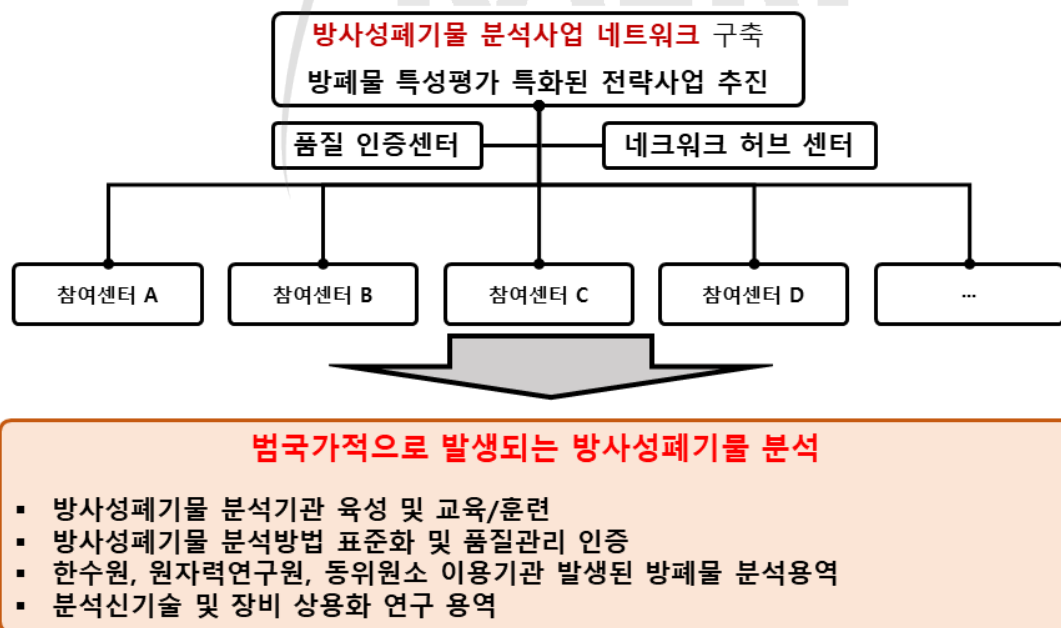 방사성폐기물 분석사업 네트워크 구축
방폐물 특성평가 특화된 전략사업 추진
품질 인증센터
네크워크 허브 센터
참여센터 A
참여센터 B
참여센터 C
참여센터 D
...
범국가적으로 발생되는 방사성폐기물 분석
▪ 방사성폐기물 분석기관 육성 및 교육/훈련
▪ 방사성폐기물 분석방법 표준화 및 품질관리 인증
▪ 한수원, 원자력연구원, 동위원소 이용기관 발생된 방폐물 분석용역
▪ 분석신기술 및 장비 상용화 연구 용역